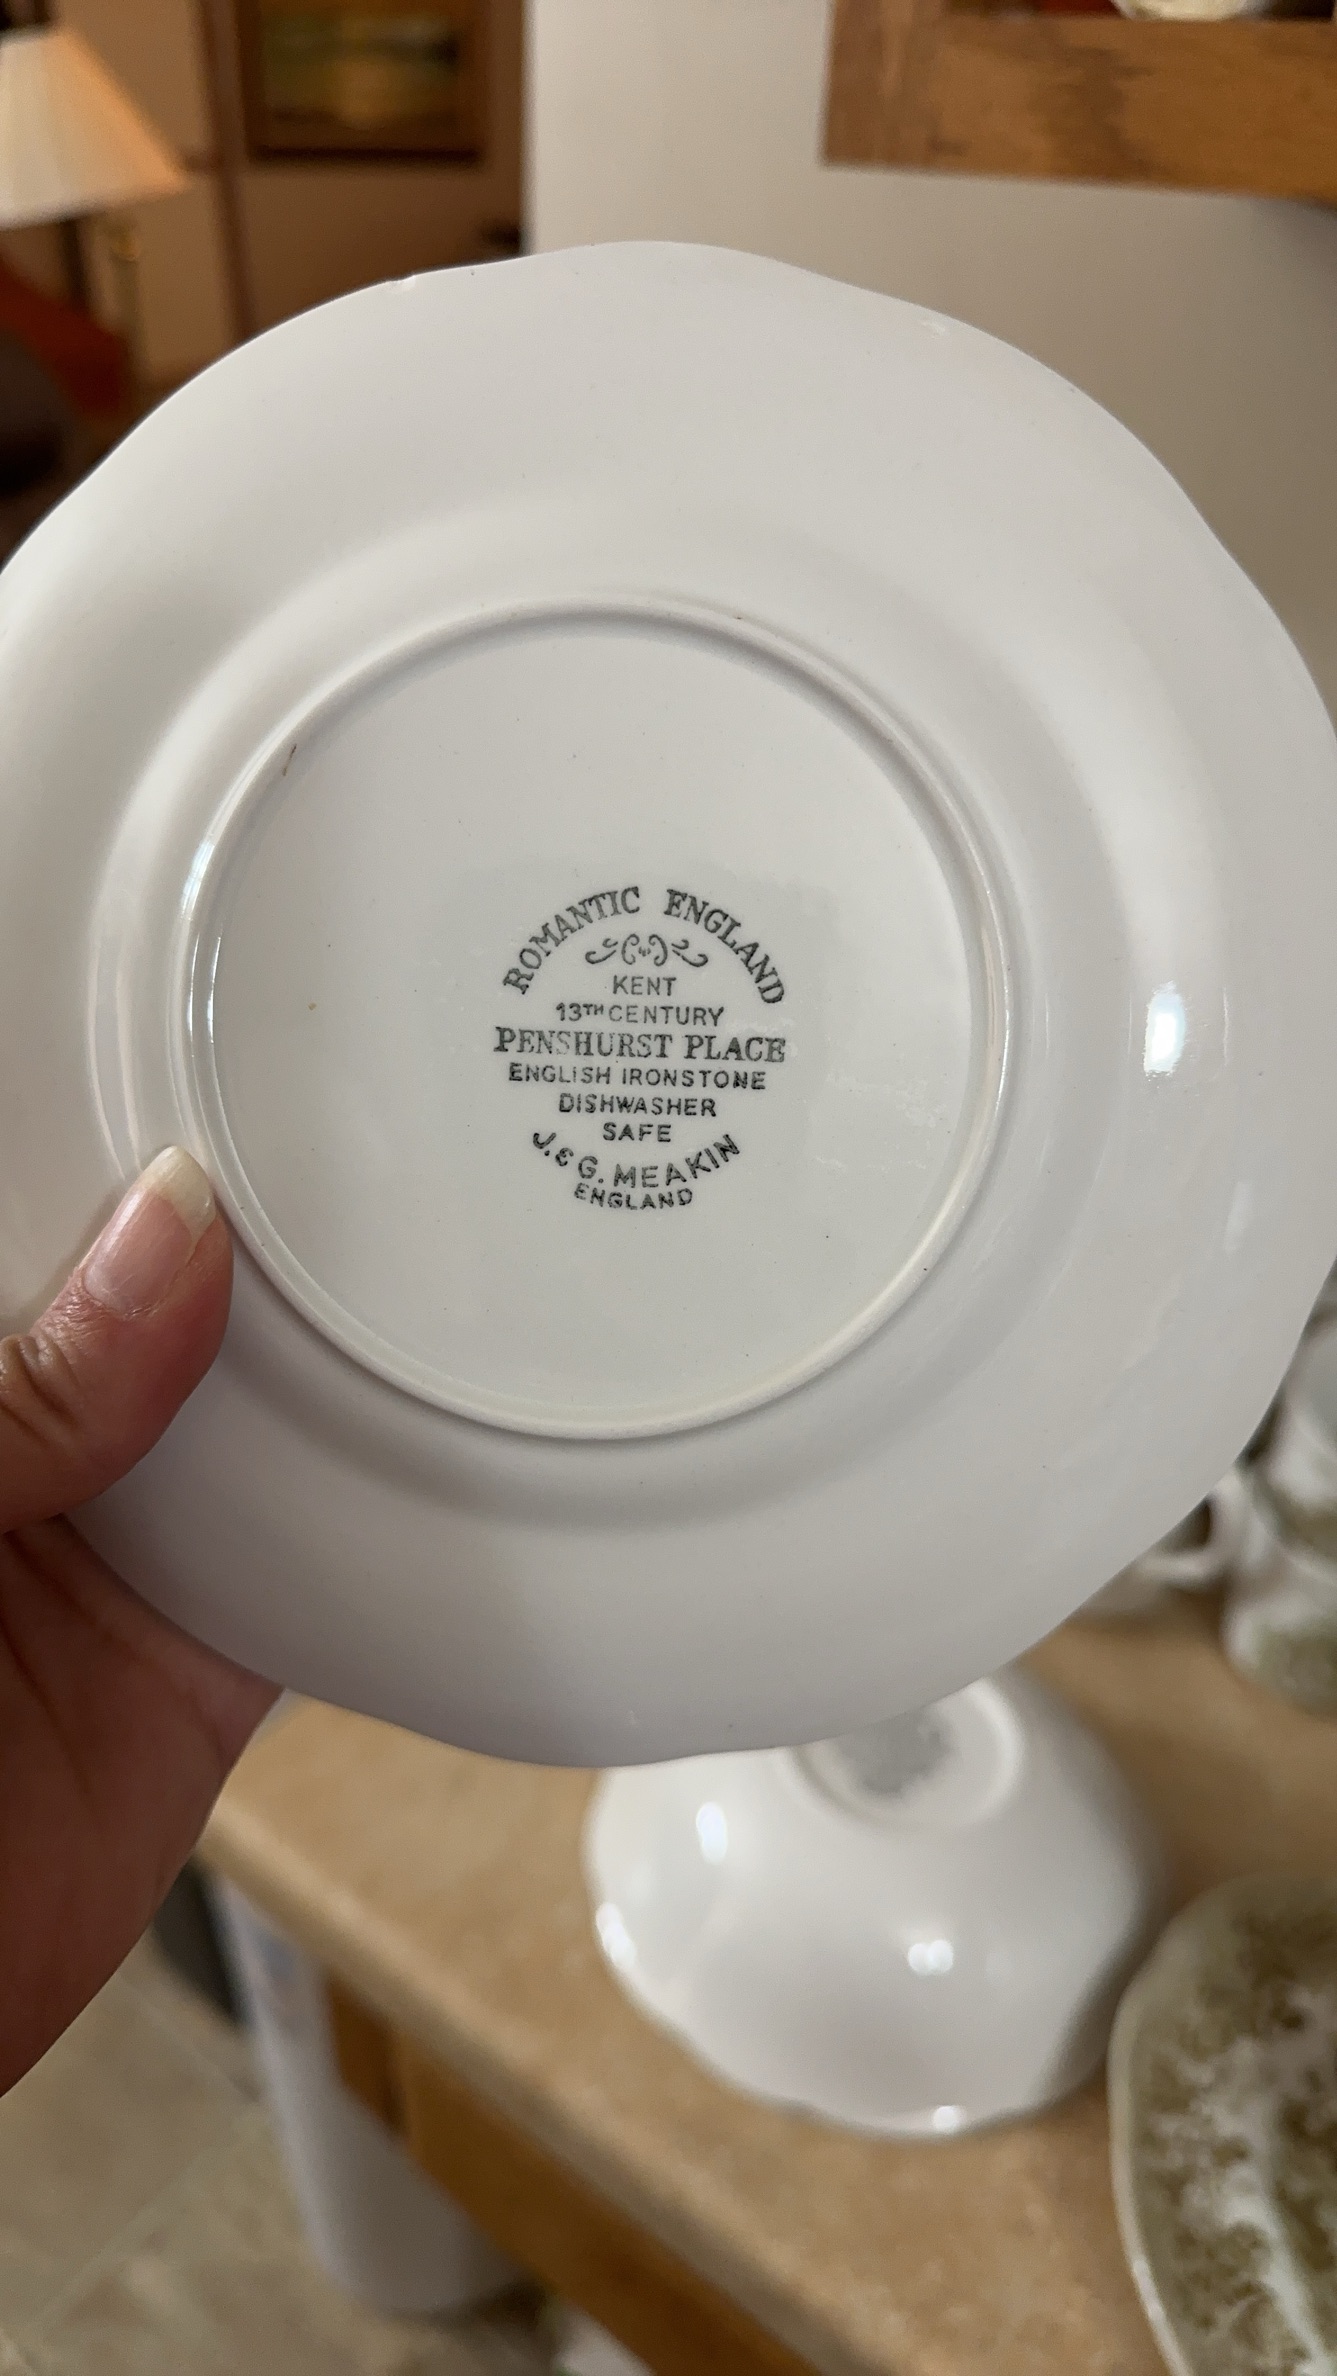 ROMANTIC ENGLAND
KENT
13TH CENTURY
PENSHURST PLACE
ENGLISH IRONSTONE
DISHWASHER
SAFE
J. & G. MEAKIN
ENGLAND